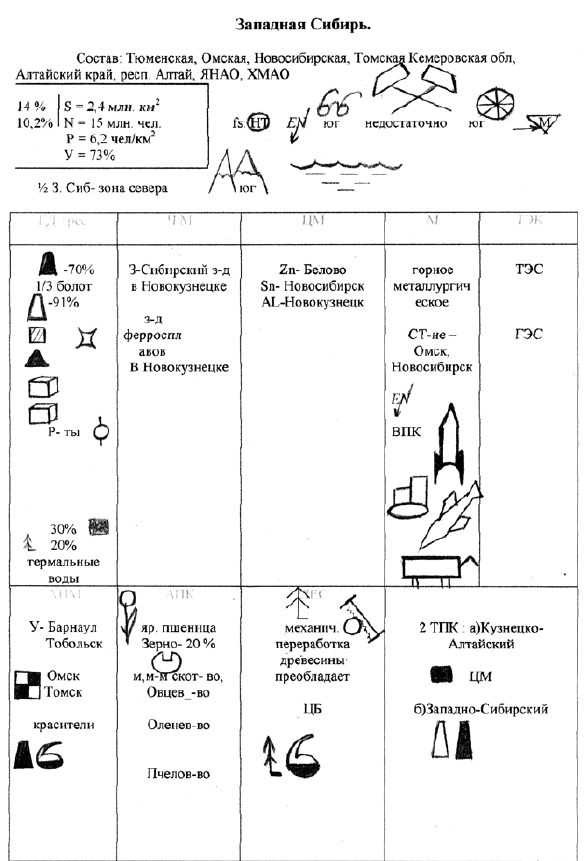 Западная Сибирь.
Состав: Тюменская, Омская, Новосибирская, Томская Кемеровская обл,
Алтайский край, респ. Алтай, ЯНАО, ХМАО
14 % S = 2,4 млн. км²
10,2% N = 15 млн. чел.
P = 6,2 чел/км²
У = 73%
fs. НТ EN юг недостаточно юг М
½ З. Сиб- зона севера
юг
ЧМ ЦМ М ТЭК
-70%
1/3 болот
-91%
Р- ты
30%
20%
термальные
воды
З-Сибирский з-д
в Новокузнецке
з-д
ферроспл
авов
В Новокузнецке
Zn- Белово
Sn- Новосибирск
AL-Новокузнецк
горное
металлургич
еское
СТ-ие –
Омск,
Новосибирск
EN
ВПК
ТЭС
ГЭС
ХИМ АПК ЛЕС
У- Барнаул
Тобольск
Омск
Томск
красители
яр. пшеница
Зерно- 20 %
и,м-м скот- во,
Овцев_-во
Оленев-во
Пчелов-во
механич.
переработка
древесины
преобладает
ЦБ
2 ТПК : а)Кузнецко-
Алтайский
ЦМ
б)Западно-Сибирский